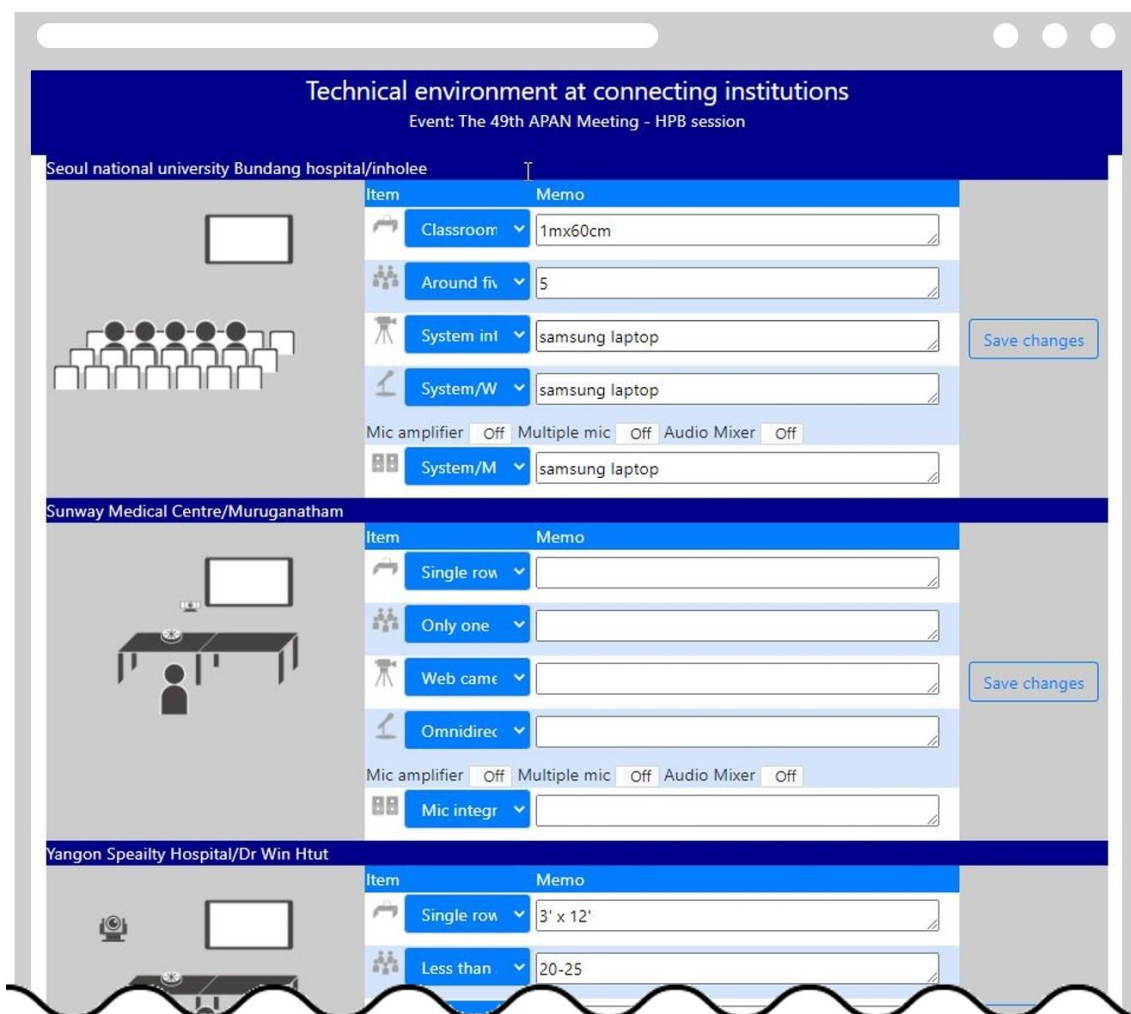 Technical environment at connecting institutions
Event: The 49th APAN Meeting - HPB session
Seoul national university Bundang hospital/inholee
Item Memo
Classroom 1mx60cm
Around fiv 5
System int samsung laptop
Save changes
System/W samsung laptop
Mic amplifier Off Multiple mic Off Audio Mixer Off
System/M samsung laptop
Sunway Medical Centre/Muruganatham
Item Memo
Single row
Only one
Web came
Save changes
Omnidirec
Mic amplifier Off Multiple mic Off Audio Mixer Off
Mic integr
Yangon Speailty Hospital/Dr Win Htut
Item Memo
Single row 3' x 12'
Less than 20-25